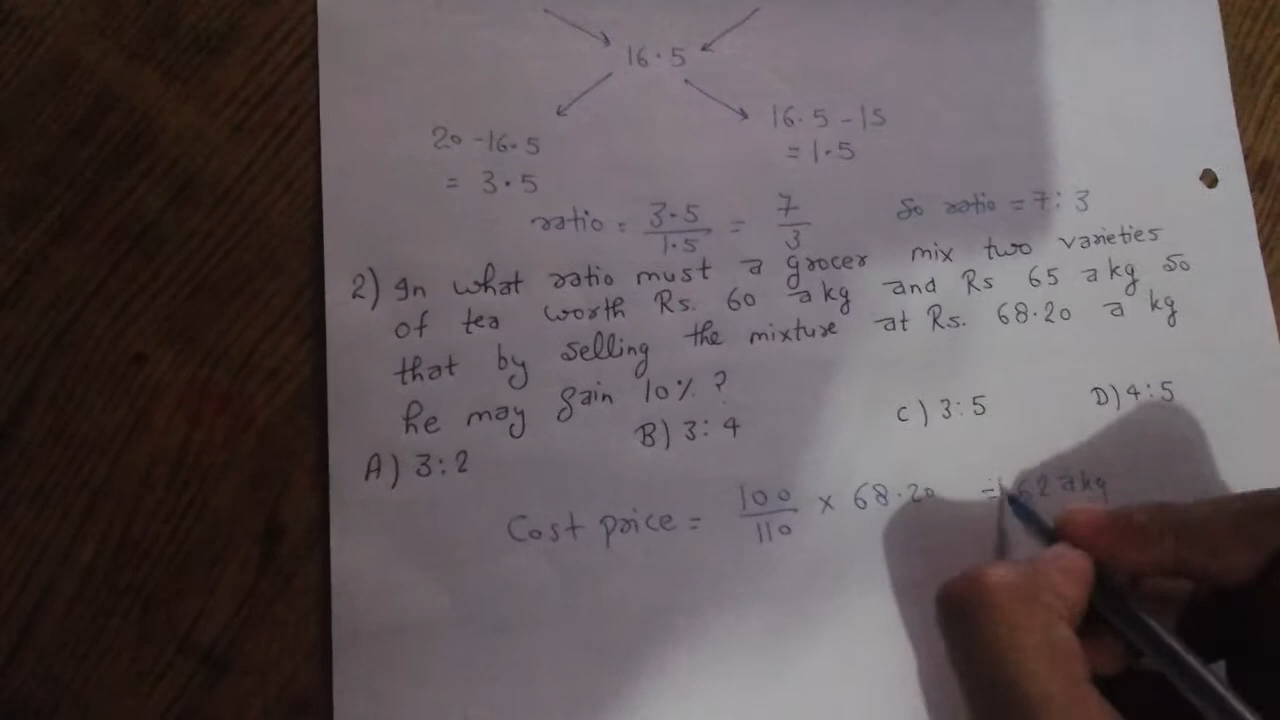 16.5
20 - 16.5
= 3.5
16.5 - 15
= 1.5
ratio = 3.5/1.5 = 7/3 So ratio = 7:3
2) In what ratio must a grocer mix two varieties
of tea worth Rs. 60 a kg and Rs 65 a kg so
that by selling the mixture at Rs. 68.20 a kg
he may gain 10% ?
A) 3:2 B) 3:4 C) 3:5 D) 4:5
Cost price = 100/110 x 68.20 = 62 a kg